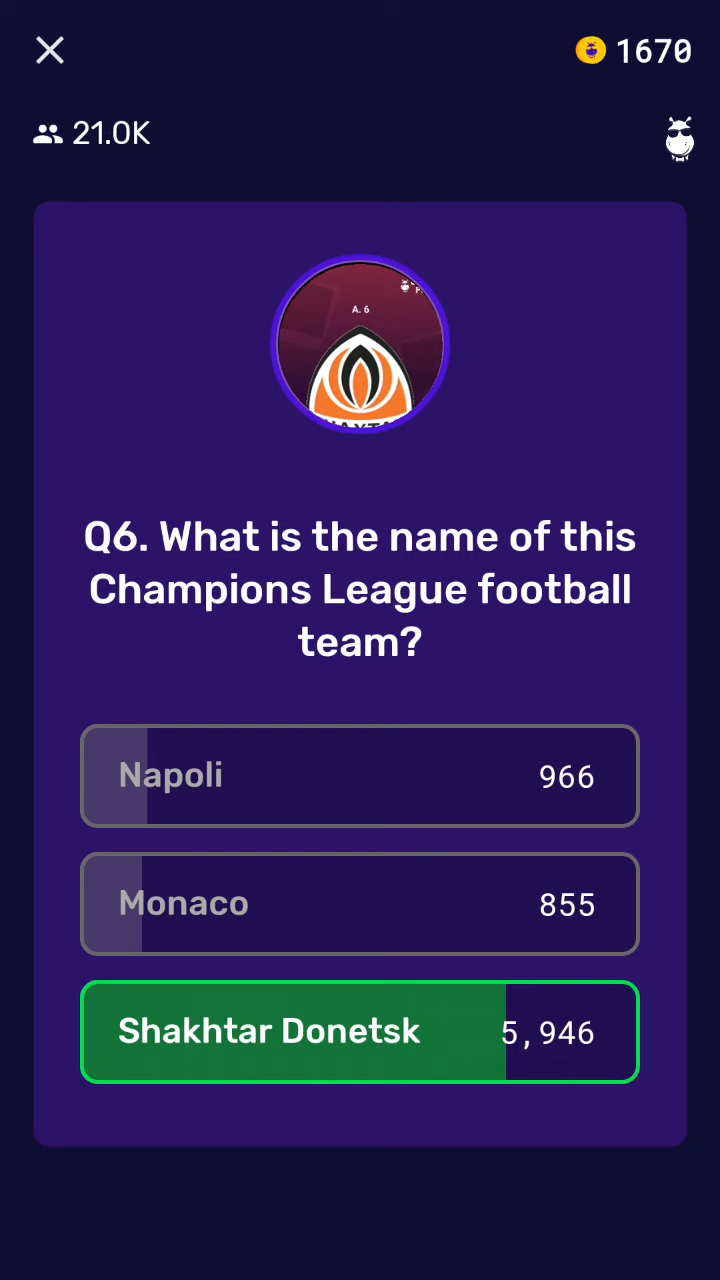 1670
21.0K
A. 6
Q6. What is the name of this
Champions League football
team?
Napoli 966
Monaco 855
Shakhtar Donetsk 5,946